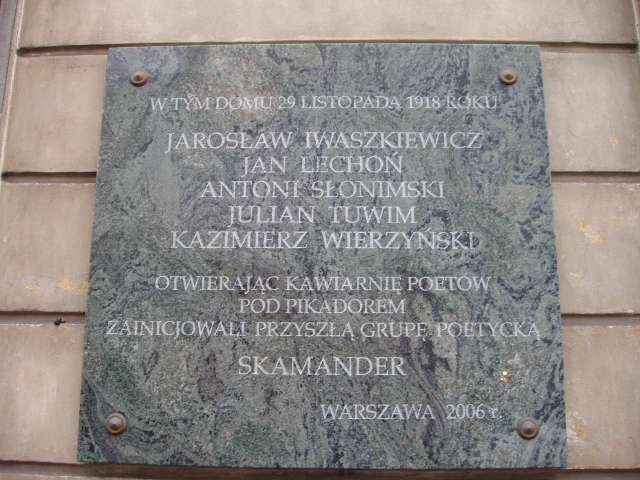 W TYM DOMU 29 LISTOPADA 1918 ROKU
JAROSŁAW IWASZKIEWICZ
JAN LECHOŃ
ANTONI SŁONIMSKI
JULIAN TUWIM
KAZIMIERZ WIERZYŃSKI
OTWIERAJĄC KAWIARNIĘ POETÓW
POD PIKADOREM
ZAINICJOWALI PRZYSZŁĄ GRUPĘ POETYCKĄ
SKAMANDER
WARSZAWA 2006 r.